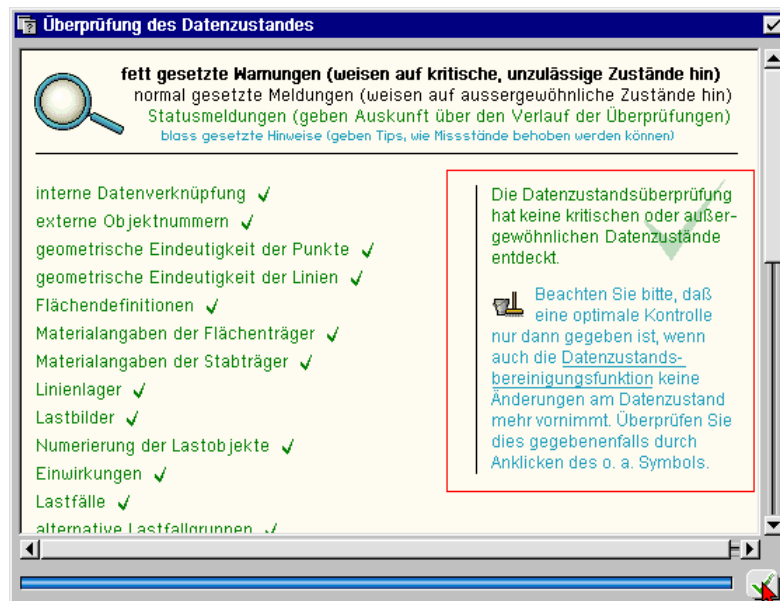 Überprüfung des Datenzustandes
fett gesetzte Warnungen (weisen auf kritische, unzulässige Zustände hin)
normal gesetzte Meldungen (weisen auf aussergewöhnliche Zustände hin)
Statusmeldungen (geben Auskunft über den Verlauf der Überprüfungen)
blass gesetzte Hinweise (geben Tips, wie Missstände behoben werden können)
interne Datenverknüpfung
externe Objektnummern
geometrische Eindeutigkeit der Punkte
geometrische Eindeutigkeit der Linien
Flächendefinitionen
Materialangaben der Flächenträger
Materialangaben der Stabträger
Linienlager
Lastbilder
Numerierung der Lastobjekte
Einwirkungen
Lastfälle
alternative Lastfallgruppen
Die Datenzustandsüberprüfung
hat keine kritischen oder außer-
gewöhnlichen Datenzustände
entdeckt.
Beachten Sie bitte, daß
eine optimale Kontrolle
nur dann gegeben ist, wenn
auch die Datenzustands-
bereinigungsfunktion keine
Änderungen am Datenzustand
mehr vornimmt. Überprüfen Sie
dies gegebenenfalls durch
Anklicken des o. a. Symbols.